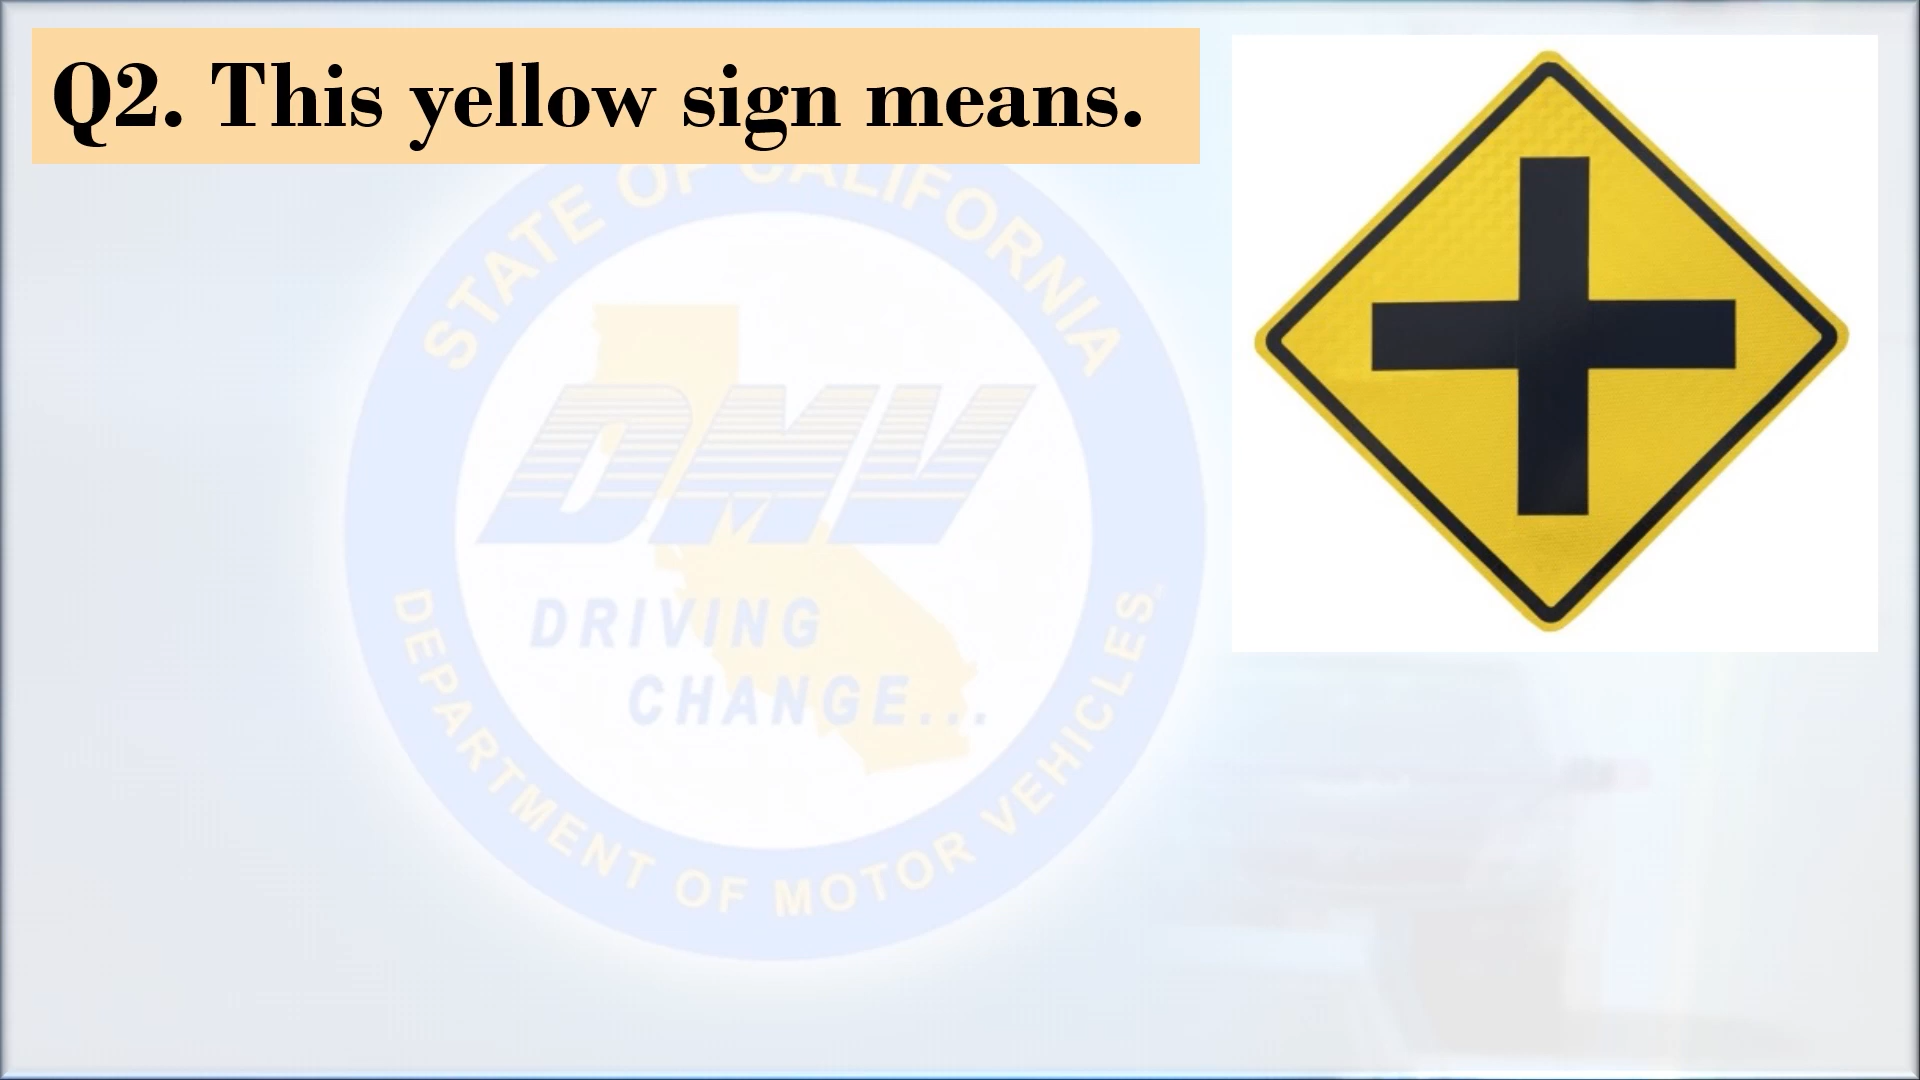 Q2. This yellow sign means.
STATE OF CALIFORNIA
DMV
DRIVING
CHANGE...
DEPARTMENT OF MOTOR VEHICLES